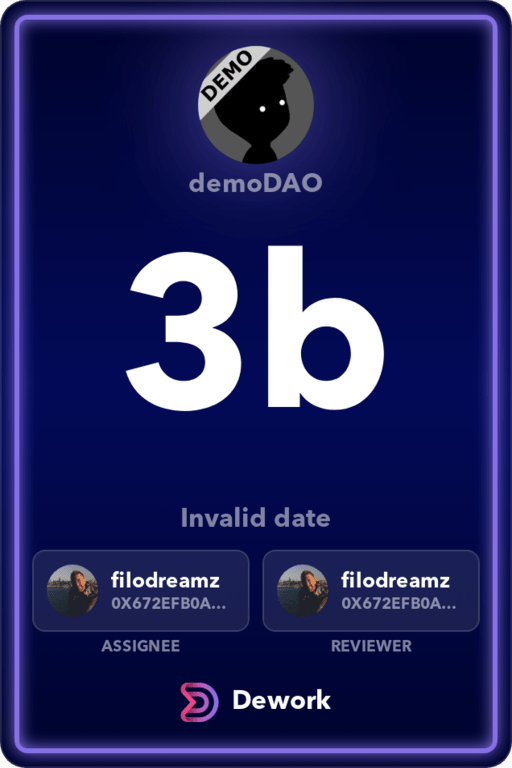 DEMO
demoDAO
3b
Invalid date
filodreamz
0X672EFB0A...
ASSIGNEE
filodreamz
0X672EFB0A...
REVIEWER
Dework